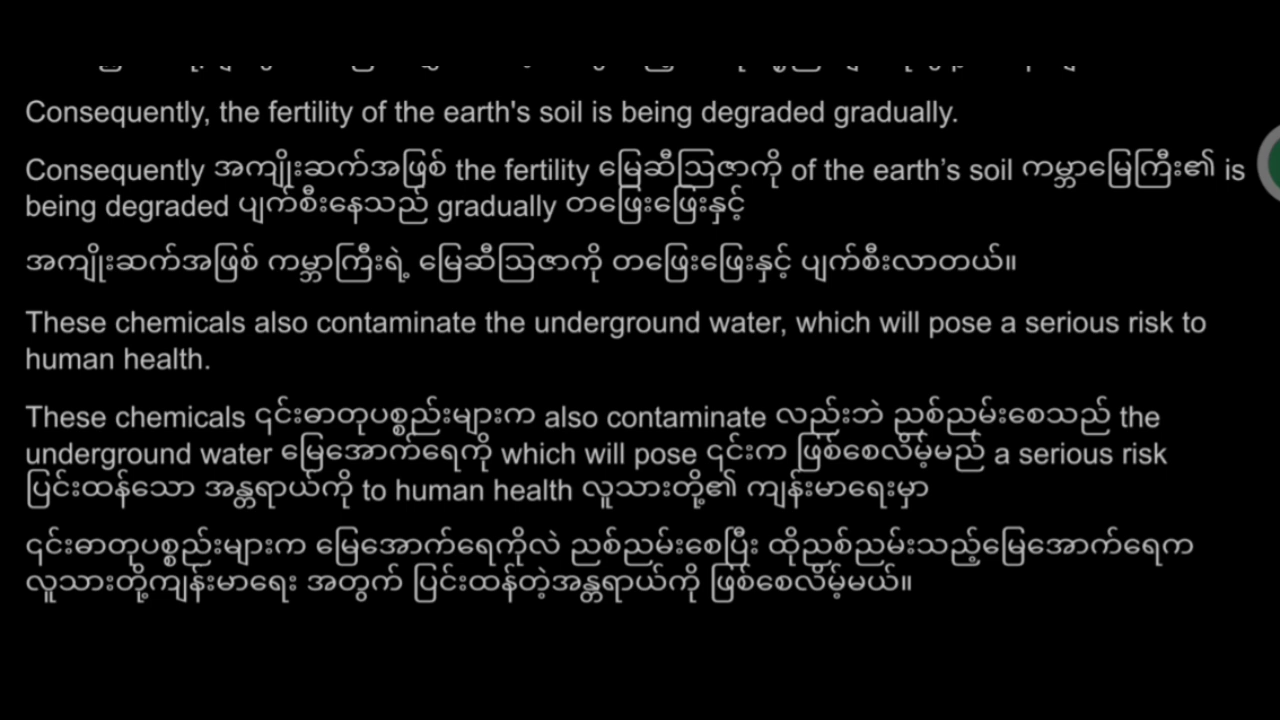 Consequently, the fertility of the earth's soil is being degraded gradually.
Consequently အကျိုးဆက်အဖြစ် the fertility မြေဆီဩဇာကို of the earth’s soil ကမ္ဘာမြေကြီး၏ is
being degraded ပျက်စီးနေသည် gradually တဖြေးဖြေးနှင့်
အကျိုးဆက်အဖြစ် ကမ္ဘာကြီးရဲ့ မြေဆီဩဇာကို တဖြေးဖြေးနှင့် ပျက်စီးလာတယ်။
These chemicals also contaminate the underground water, which will pose a serious risk to
human health.
These chemicals ၎င်းဓာတုပစ္စည်းများက also contaminate လည်းဘဲ ညစ်ညမ်းစေသည် the
underground water မြေအောက်ရေကို which will pose ၎င်းက ဖြစ်စေလိမ့်မည် a serious risk
ပြင်းထန်သော အန္တရာယ်ကို to human health လူသားတို့၏ ကျန်းမာရေးမှာ
၎င်းဓာတုပစ္စည်းများက မြေအောက်ရေကိုလဲ ညစ်ညမ်းစေပြီး ထိုညစ်ညမ်းသည့်မြေအောက်ရေက
လူသားတို့ကျန်းမာရေး အတွက် ပြင်းထန်တဲ့အန္တရာယ်ကို ဖြစ်စေလိမ့်မယ်။